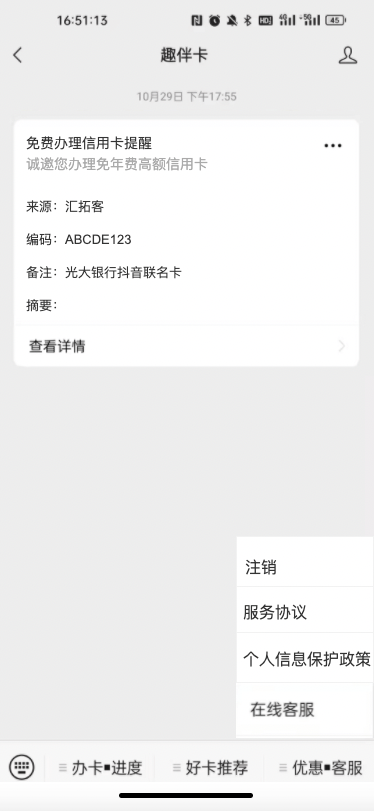 16:51:13
HD 4G 5G 45
趣伴卡
10月29日 下午17:55
免费办理信用卡提醒
诚邀您办理免年费高额信用卡
来源：汇拓客
编码：ABCDE123
备注：光大银行抖音联名卡
摘要：
查看详情
注销
服务协议
个人信息保护政策
在线客服
办卡■进度
好卡推荐
优惠■客服